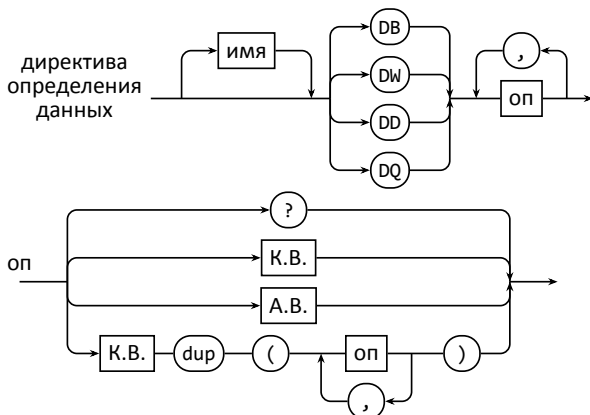 имя
DB
директива
определения
данных
DW
DD
DQ
,
оп
?
оп
К.В.
А.В.
К.В. dup ( оп )
,